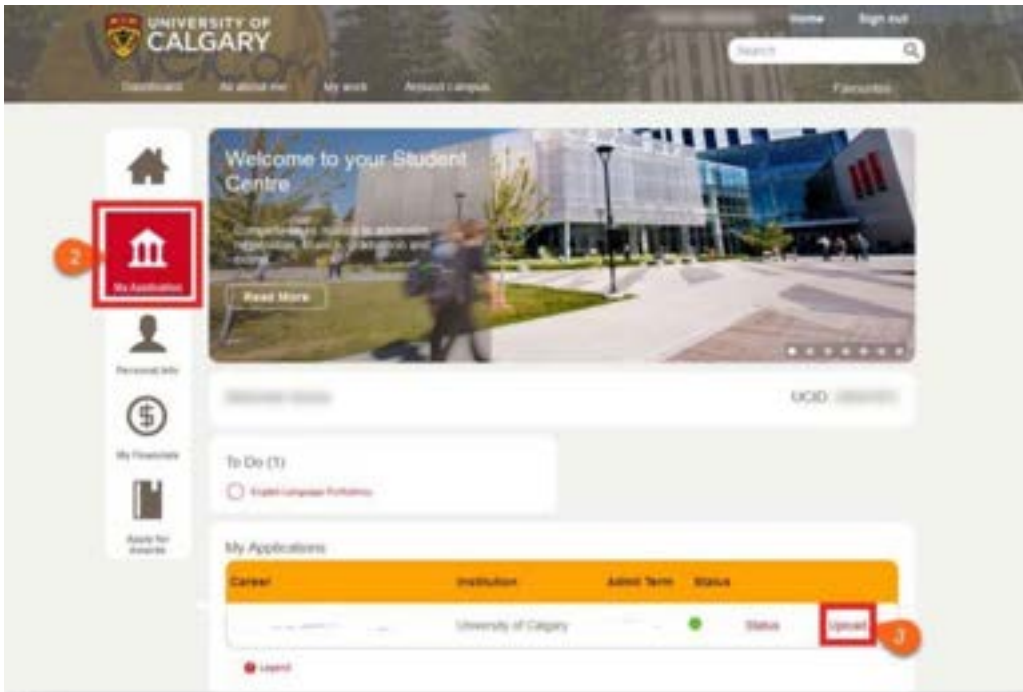 UNIVERSITY OF
CALGARY
Home Sign out
Search
Dashboard All about me My work Around campus Favourites
Welcome to your Student
Centre
Read More
2
My Application
Personal Info
My Financials
Apply for
Awards
UCID
To Do (1)
English Language Proficiency
My Applications
Career Institution Admit Term Status
University of Calgary Status Upload
3
Legend